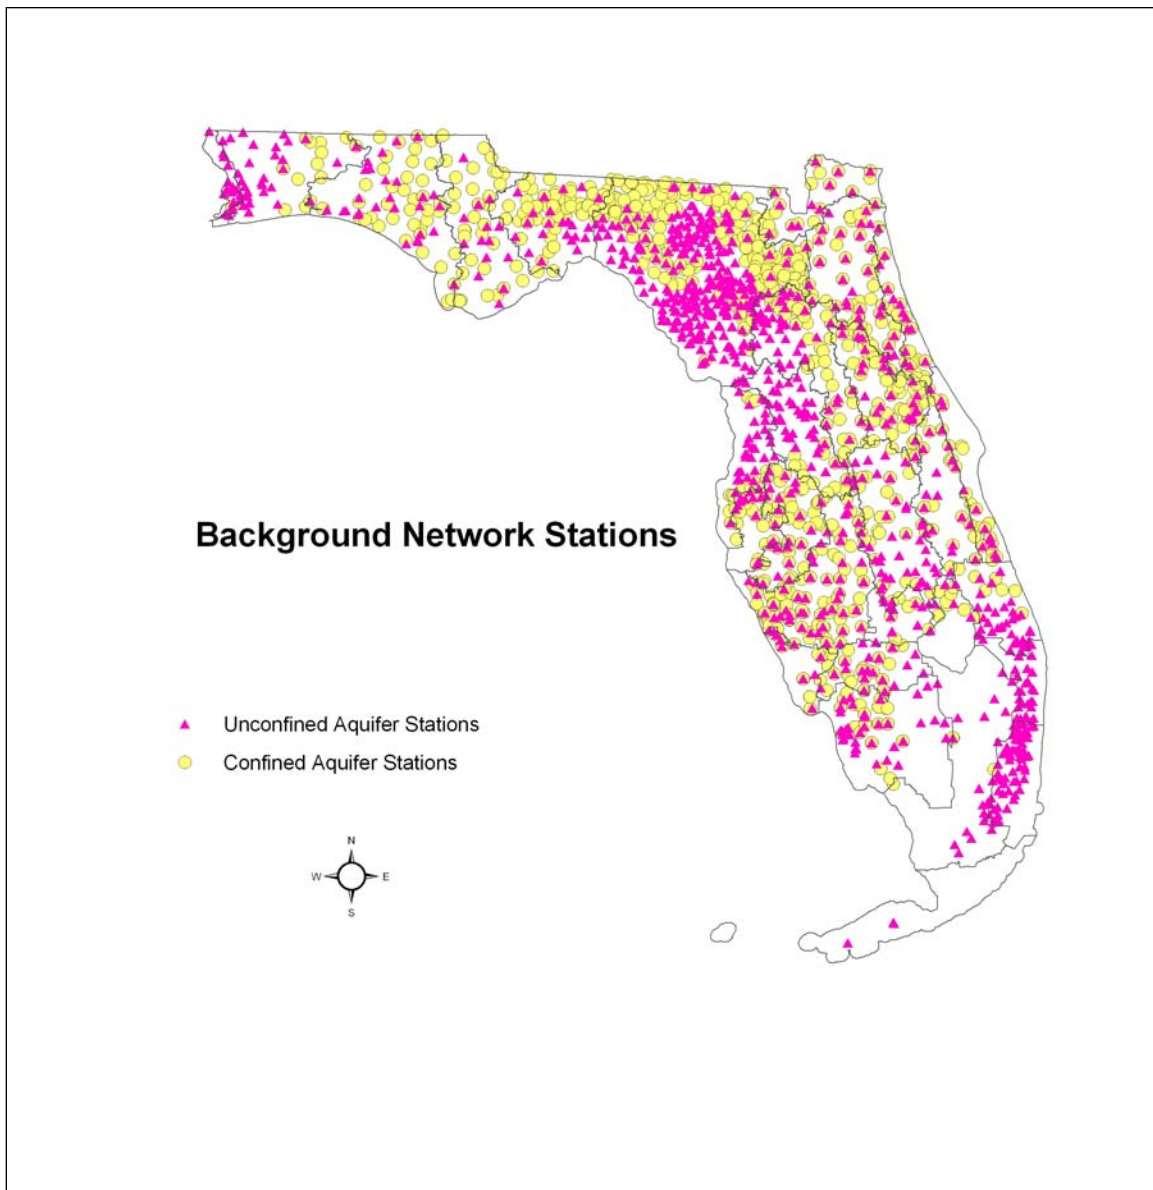 Background Network Stations
Unconfined Aquifer Stations
Confined Aquifer Stations
N
W E
S